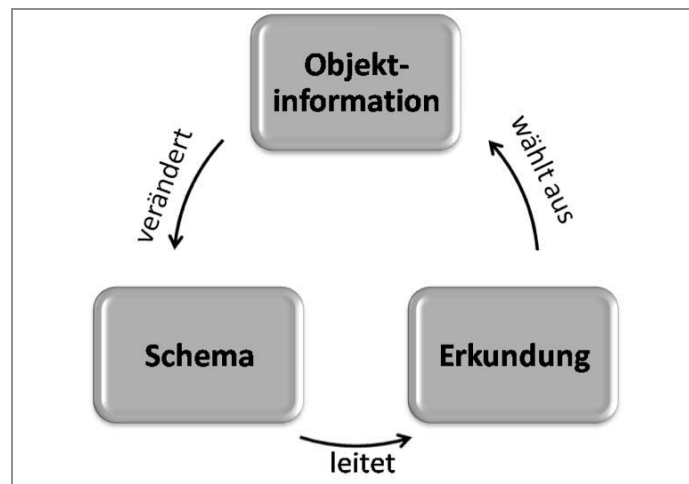 Objekt-
information
verändert
wählt aus
Schema
Erkundung
leitet